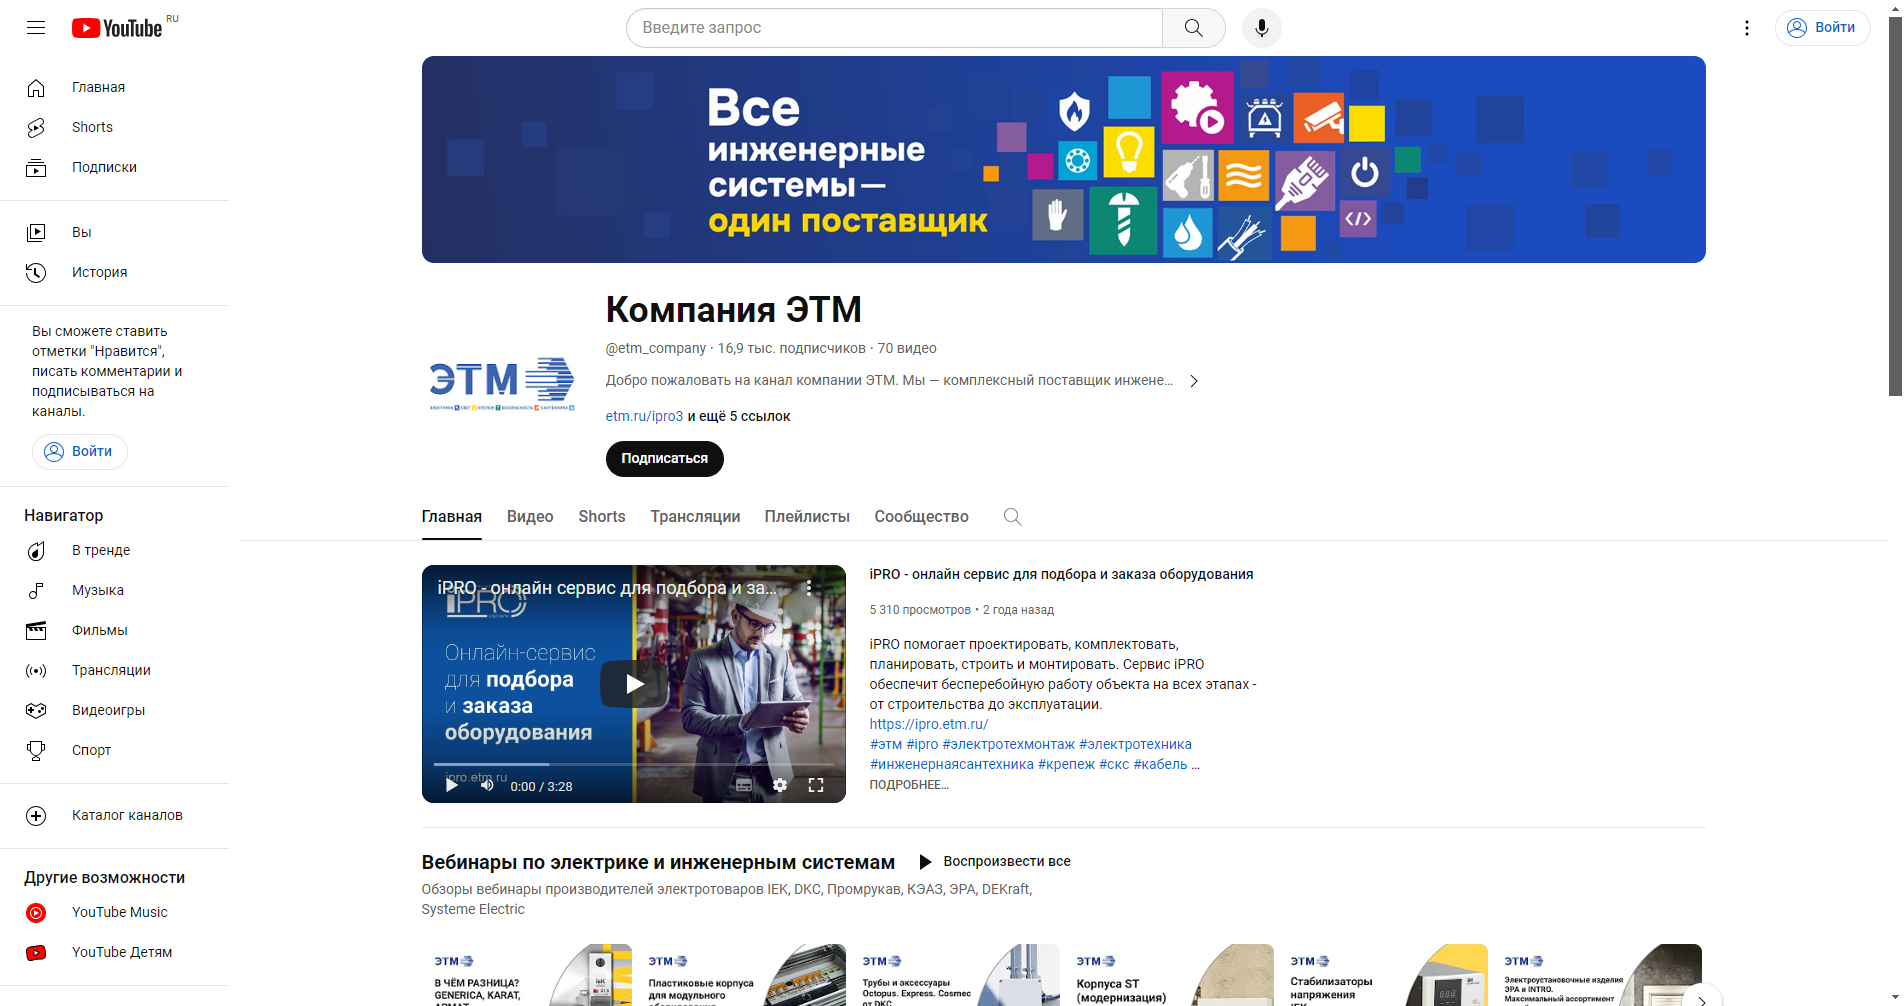 YouTube RU
Введите запрос
Войти
Главная
Shorts
Подписки
Вы
История
Вы сможете ставить
отметки "Нравится",
писать комментарии и
подписываться на
каналы.
Войти
Навигатор
В тренде
Музыка
Фильмы
Трансляции
Видеоигры
Спорт
Каталог каналов
Другие возможности
YouTube Music
YouTube Детям
Все
инженерные
системы —
один поставщик
ЭТМ
Компания ЭТМ
@etm_company · 16,9 тыс. подписчиков · 70 видео
Добро пожаловать на канал компании ЭТМ. Мы — комплексный поставщик инжене...
etm.ru/ipro3 и ещё 5 ссылок
Подписаться
Главная
Видео
Shorts
Трансляции
Плейлисты
Сообщество
iPRO - онлайн сервис для подбора и за...
iPRO
Онлайн-сервис
для подбора
и заказа
оборудования
ipro.etm.ru
0:00 / 3:28
iPRO - онлайн сервис для подбора и заказа оборудования
5 310 просмотров • 2 года назад
iPRO помогает проектировать, комплектовать,
планировать, строить и монтировать. Сервис iPRO
обеспечит бесперебойную работу объекта на всех этапах -
от строительства до эксплуатации.
https://ipro.etm.ru/
#этм #ipro #электротехмонтаж #электротехника
#инженернаясантехника #крепеж #скс #кабель ...
ПОДРОБНЕЕ...
Вебинары по электрике и инженерным системам
Воспроизвести все
Обзоры вебинары производителей электротоваров IEK, DKC, Промрукав, КЭАЗ, ЭРА, DEKraft,
Systeme Electric
ЭТМ
В ЧЁМ РАЗНИЦА?
GENERICA, KARAT,
ЭТМ
Пластиковые корпуса
для модульного
ЭТМ
Трубы и аксессуары
Octopus. Express. Cosmec
от DKC
ЭТМ
Корпуса ST
(модернизация)
ЭТМ
Стабилизаторы
напряжения
ЭТМ
Электроустановочные изделия
ЭРА и INTRO.
Максимальный ассортимент